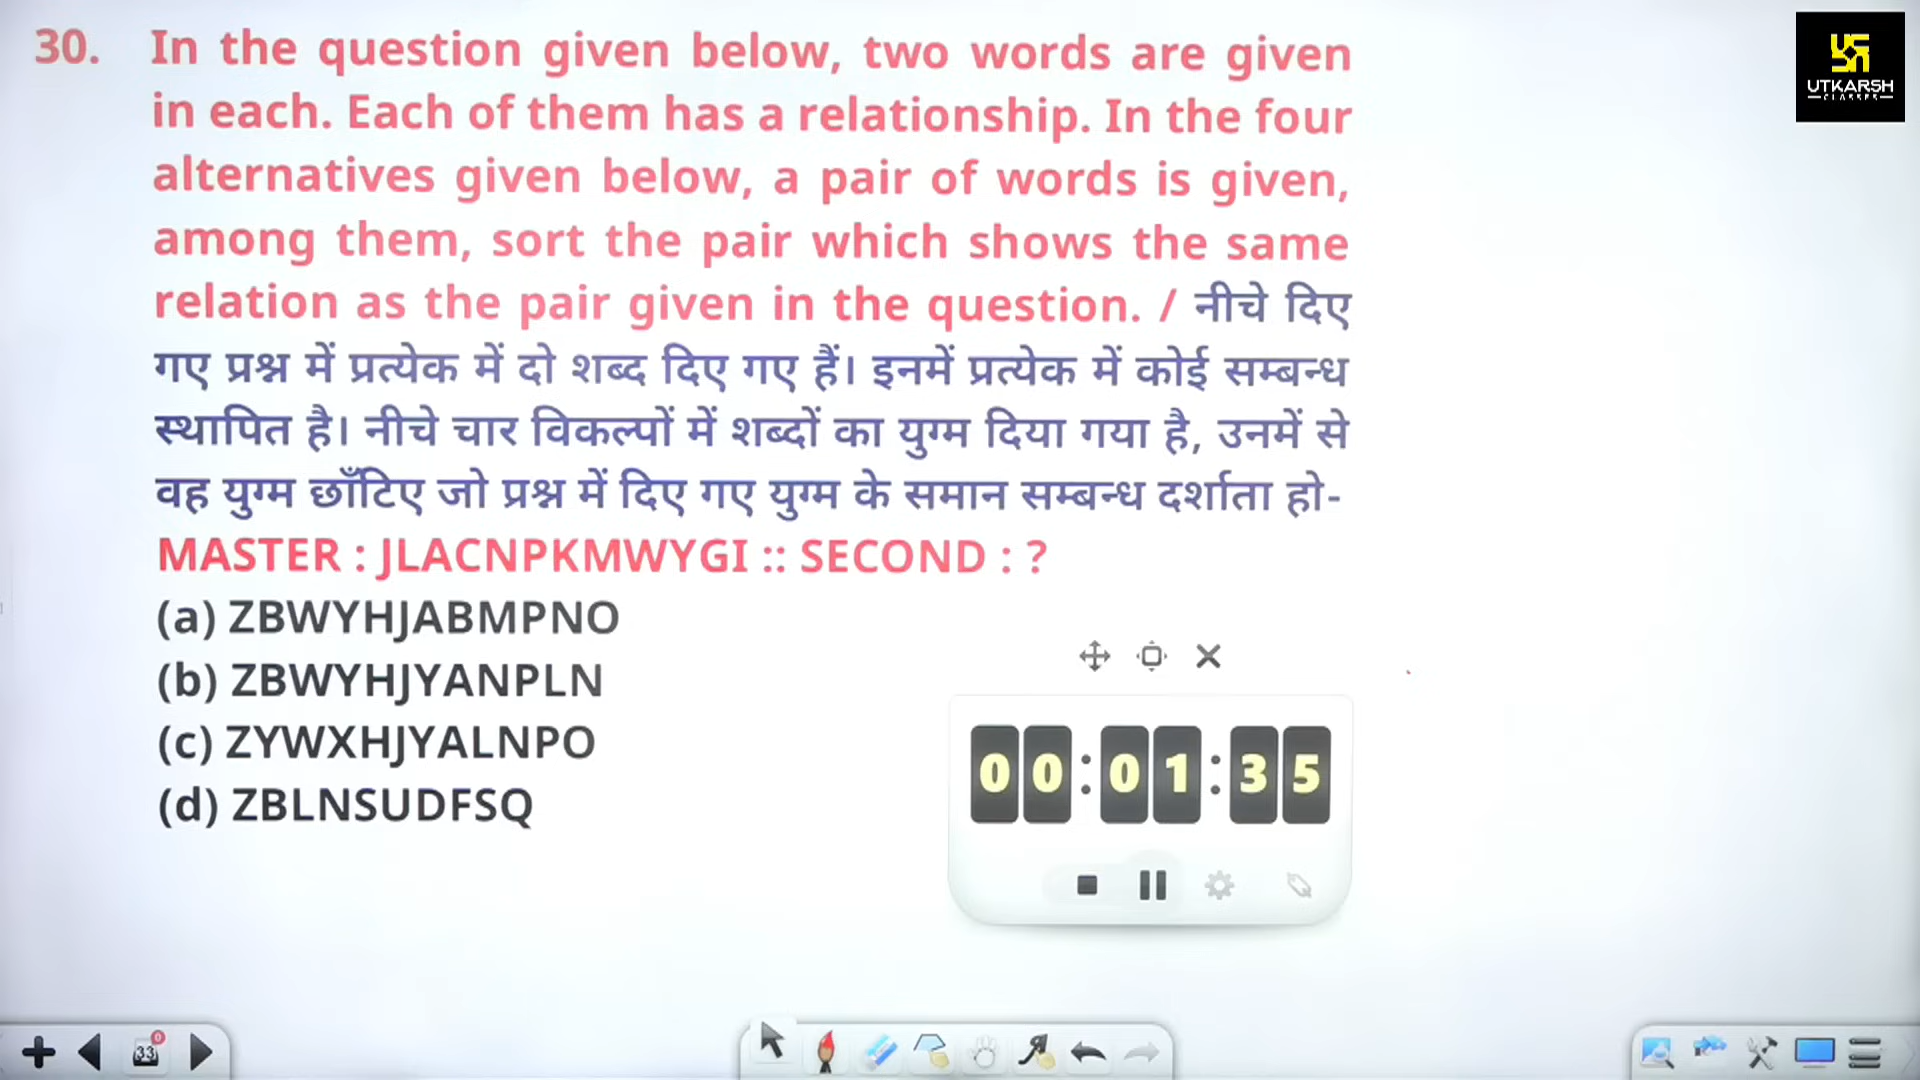 30. In the question given below, two words are given
in each. Each of them has a relationship. In the four
alternatives given below, a pair of words is given,
among them, sort the pair which shows the same
relation as the pair given in the question. / नीचे दिए
गए प्रश्न में प्रत्येक में दो शब्द दिए गए हैं। इनमें प्रत्येक में कोई सम्बन्ध
स्थापित है। नीचे चार विकल्पों में शब्दों का युग्म दिया गया है, उनमें से
वह युग्म छाँटिए जो प्रश्न में दिए गए युग्म के समान सम्बन्ध दर्शाता हो-
MASTER : JLACNPKMWYGI :: SECOND : ?
(a) ZBWYHJABMPNO
(b) ZBWYHJYANPLN
(c) ZYWXHJYALNPO
(d) ZBLNSUDFSQ
UTKARSH
CLASSES
00:01:35
33
0